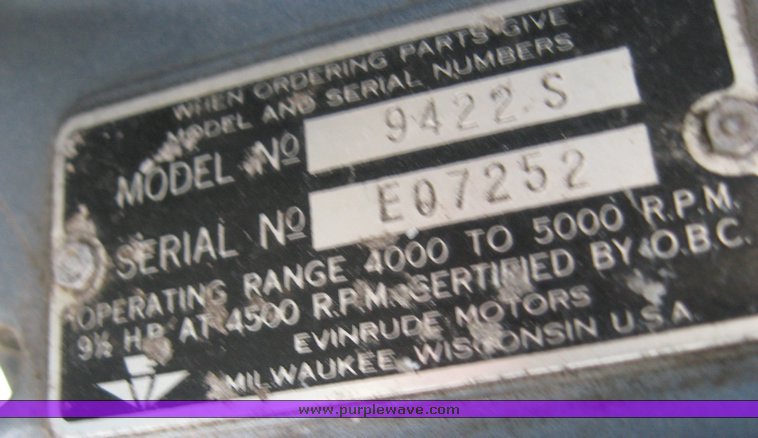 WHEN ORDERING PARTS GIVE
MODEL AND SERIAL NUMBERS
MODEL Nº 9422S
SERIAL Nº E07252
OPERATING RANGE 4000 TO 5000 R.P.M.
9½ H.P. AT 4500 R.P.M. CERTIFIED BY O.B.C.
EVINRUDE MOTORS
MILWAUKEE, WISCONSIN U.S.A.
www.purplewave.com